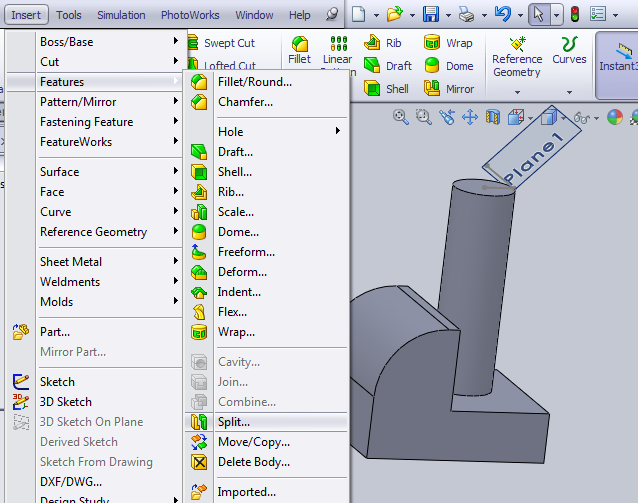 Insert Tools Simulation PhotoWorks Window Help
Boss/Base
Cut
Features
Pattern/Mirror
Fastening Feature
FeatureWorks
Surface
Face
Curve
Reference Geometry
Sheet Metal
Weldments
Molds
Part...
Mirror Part...
Sketch
3D Sketch
3D Sketch On Plane
Derived Sketch
Sketch From Drawing
DXF/DWG...
Design Study
Swept Cut
Lofted Cut
Fillet/Round...
Chamfer...
Hole
Draft...
Shell...
Rib...
Scale...
Dome...
Freeform...
Deform...
Indent...
Flex...
Wrap...
Cavity...
Join...
Combine...
Split...
Move/Copy...
Delete Body...
Imported...
Fillet
Linear
Rib
Draft
Shell
Wrap
Dome
Mirror
Reference
Geometry
Curves
Instant3
Plane1